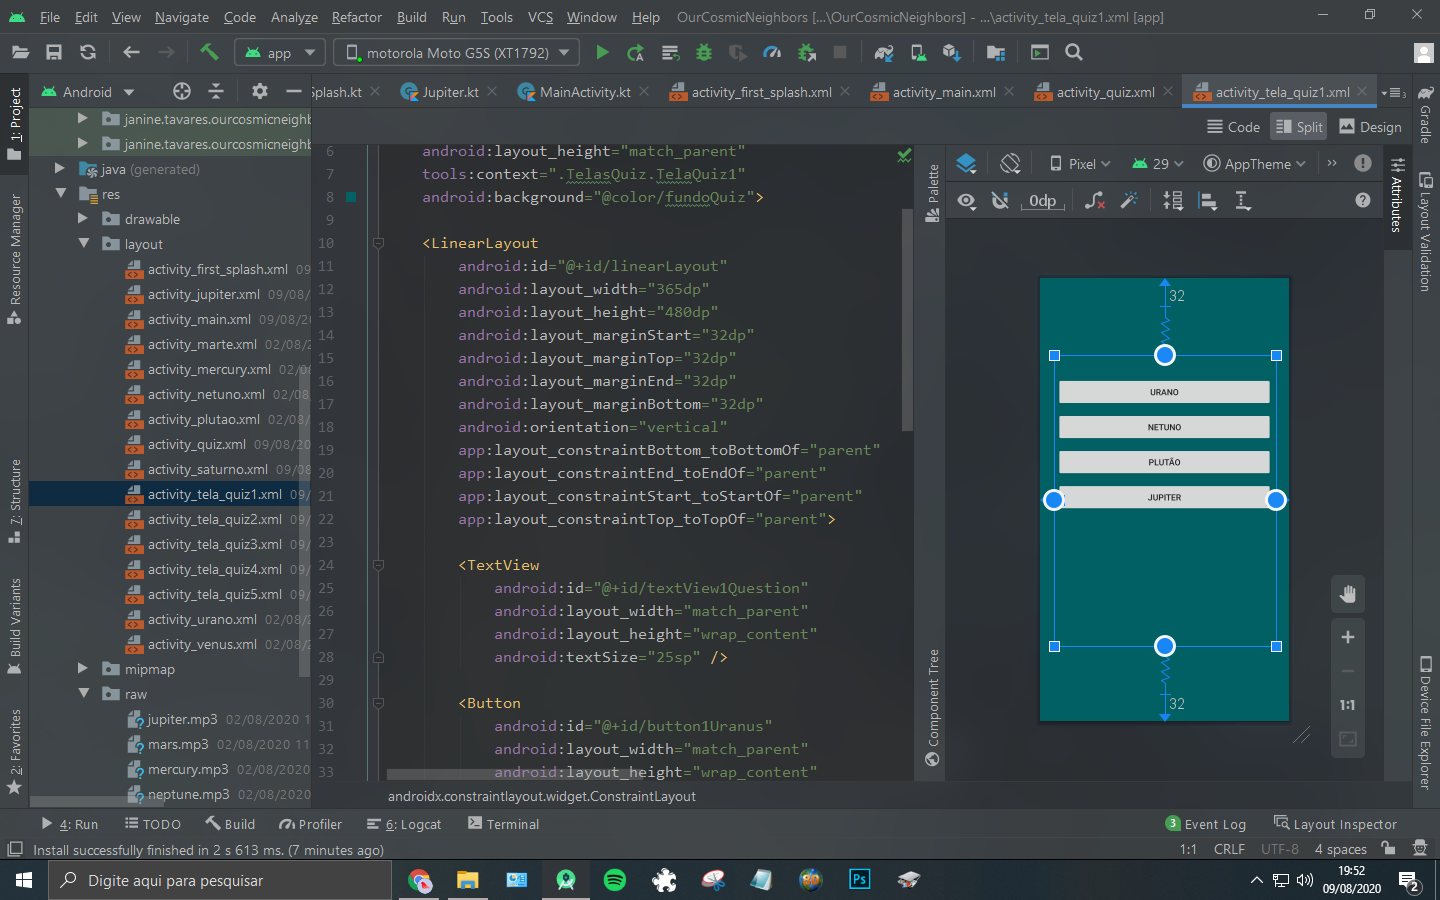 File Edit View Navigate Code Analyze Refactor Build Run Tools VCS Window Help OurCosmicNeighbors [...\OurCosmicNeighbors] - ...\activity_tela_quiz1.xml [app]
app motorola Moto G5S (XT1792)
Android Splash.kt Jupiter.kt MainActivity.kt activity_first_splash.xml activity_main.xml activity_quiz.xml activity_tela_quiz1.xml 3
Code Split Design
Pixel 29 AppTheme
0dp
1: Project
Resource Manager
7: Structure
Build Variants
2: Favorites
janine.tavares.ourcosmicneighb
janine.tavares.ourcosmicneighb
java (generated)
res
drawable
layout
activity_first_splash.xml 09
activity_jupiter.xml 09/08/
activity_main.xml 09/08/2
activity_marte.xml 02/08/2
activity_mercury.xml 02/08
activity_netuno.xml 02/08/
activity_plutao.xml 02/08/
activity_quiz.xml 09/08/20
activity_saturno.xml 09/08
activity_tela_quiz1.xml 09/
activity_tela_quiz2.xml 09/
activity_tela_quiz3.xml 09/
activity_tela_quiz4.xml 09/
activity_tela_quiz5.xml 09/
activity_urano.xml 02/08/
activity_venus.xml 02/08/
mipmap
raw
jupiter.mp3 02/08/2020 1
mars.mp3 02/08/2020 11
mercury.mp3 02/08/2020
neptune.mp3 02/08/2020
6 android:layout_height="match_parent"
7 tools:context=".TelasQuiz.TelaQuiz1"
8 android:background="@color/fundoQuiz">
9
10 <LinearLayout
11 android:id="@+id/linearLayout"
12 android:layout_width="365dp"
13 android:layout_height="480dp"
14 android:layout_marginStart="32dp"
15 android:layout_marginTop="32dp"
16 android:layout_marginEnd="32dp"
17 android:layout_marginBottom="32dp"
18 android:orientation="vertical"
19 app:layout_constraintBottom_toBottomOf="parent"
20 app:layout_constraintEnd_toEndOf="parent"
21 app:layout_constraintStart_toStartOf="parent"
22 app:layout_constraintTop_toTopOf="parent">
23
24 <TextView
25 android:id="@+id/textView1Question"
26 android:layout_width="match_parent"
27 android:layout_height="wrap_content"
28 android:textSize="25sp" />
29
30 <Button
31 android:id="@+id/button1Uranus"
32 android:layout_width="match_parent"
33 android:layout_height="wrap_content"
androidx.constraintlayout.widget.ConstraintLayout
Palette
Component Tree
32
URANO
NETUNO
PLUTÃO
JUPITER
32
1:1
Attributes
Gradle
Layout Validation
Device File Explorer
4: Run TODO Build Profiler 6: Logcat Terminal 3 Event Log Layout Inspector
Install successfully finished in 2 s 613 ms. (7 minutes ago) 1:1 CRLF UTF-8 4 spaces
Digite aqui para pesquisar Ps 19:52
09/08/2020 2